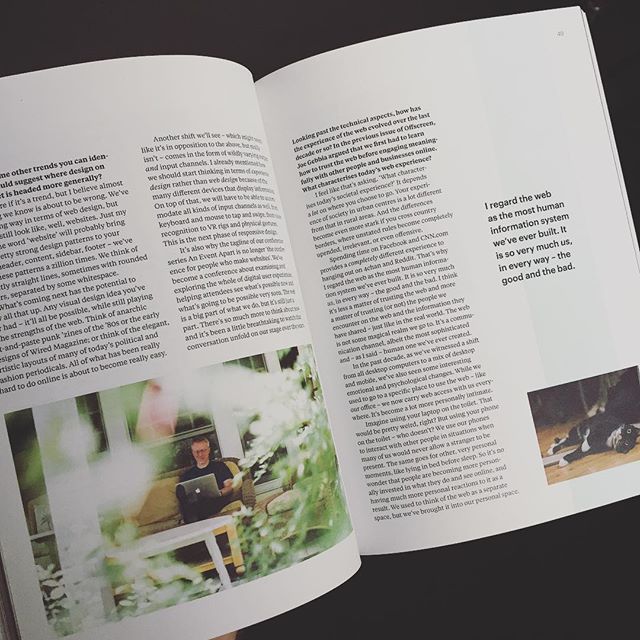 me other trends you can iden-
uld suggest where design on
t is headed more generally?
re if it's a trend, but I believe almost
ng we know is about to be wrong. We've
ng way in terms of web design, but
still look like, well, websites. Just my
he word 'website' will probably bring
retty strong design patterns to your
eader, content, sidebar, footer – we've
ese patterns a zillion times. We think of
tly straight lines, sometimes with rounded
s, separated by some whitespace.
What's coming next has the potential to
all that up. Any visual design idea you've
r had – it'll all be possible, while still playing
the strengths of the web. Think of anarchic
t-and-paste punk 'zines of the '80s or the early
esigns of Wired Magazine; or think of the elegant,
rtistic layouts of many of today's political and
fashion periodicals. All of what has been really
hard to do online is about to become really easy.
Another shift we'll see – which might seem
like it's in opposition to the above, but really
isn't – comes in the form of wildly varying output
and input channels. I already mentioned how
we should start thinking in terms of experience
design rather than web design because of the
many different devices that display information.
On top of that, we will have to be able to accom-
modate all kinds of input channels as well, from
keyboard and mouse to tap and swipe, from voice
recognition to VR rigs and physical gestures.
This is the next phase of responsive design.
It's also why the tagline of our conference
series An Event Apart is no longer 'the confer-
ence for people who make websites'. We've
become a conference about examining and
exploring the whole of digital user experience,
helping attendees see what's possible now and
what's going to be possible very soon. The web
is a big part of what we do, but it's still just a
part. There's so much more to think about too,
and it's been a little breathtaking to watch that
conversation unfold on our stage over the
49
Looking past the technical aspects, how has
the experience of the web evolved over the last
decade or so? In the previous issue of Offscreen,
Joe Gebbia argued that we first had to learn
how to trust the web before engaging meaning-
fully with other people and businesses online.
What characterises today's web experience?
I feel like that's asking, 'What character-
ises today's societal experience?' It depends
a lot on where you choose to go. Your experi-
ence of society in urban centres is a lot different
from that in rural areas. And the differences
become even more stark if you cross country
borders, where unstated rules become completely
upended, irrelevant, or even offensive.
Spending time on Facebook and CNN.com
provides a completely different experience to
hanging out on 4chan and Reddit. That's why
I regard the web as the most human informa-
tion system we've ever built. It is so very much
us, in every way – the good and the bad. I think
it's less a matter of trusting the web and more
a matter of trusting (or not) the people we
encounter on the web and the information they
have shared – just like in the real world. The web
is not some magical realm we go to. It's a commu-
nication channel, albeit the most sophisticated
and – as I said – human one we've ever created.
In the past decade, as we've witnessed a shift
from all desktop computers to a mix of desktop
and mobile, we've also seen some interesting
emotional and psychological changes. While we
used to go to a specific place to use the web – like
our office – we now carry web access with us every-
where. It's become a lot more personally intimate.
Imagine using your laptop on the toilet. That
would be pretty weird, right? But using your phone
on the toilet – who doesn't? We use our phones
to interact with other people in situations when
many of us would never allow a stranger to be
present. The same goes for other, very personal
moments, like lying in bed before sleep. So it's no
wonder that people are becoming more person-
ally invested in what they do and see online, and
having much more personal reactions to it as a
result. We used to think of the web as a separate
space, but we've brought it into our personal space.
I regard the web
as the most human
information system
we've ever built. It
is so very much us,
in every way – the
good and the bad.